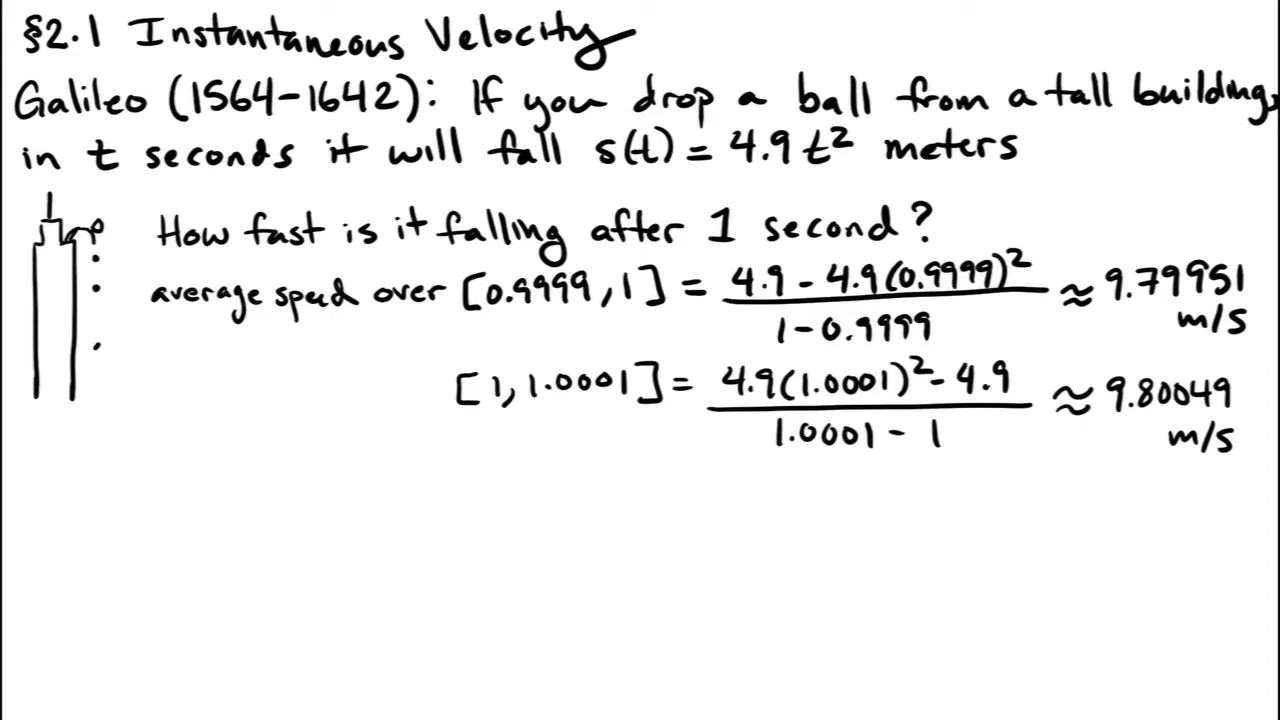 §2.1 Instantaneous Velocity
Galileo (1564-1642): If you drop a ball from a tall building,
in t seconds it will fall s(t) = 4.9t² meters
How fast is it falling after 1 second?
average speed over [0.9999, 1] = (4.9 - 4.9(0.9999)²)/(1 - 0.9999) ≈ 9.79951 m/s
[1, 1.0001] = (4.9(1.0001)² - 4.9)/(1.0001 - 1) ≈ 9.80049 m/s